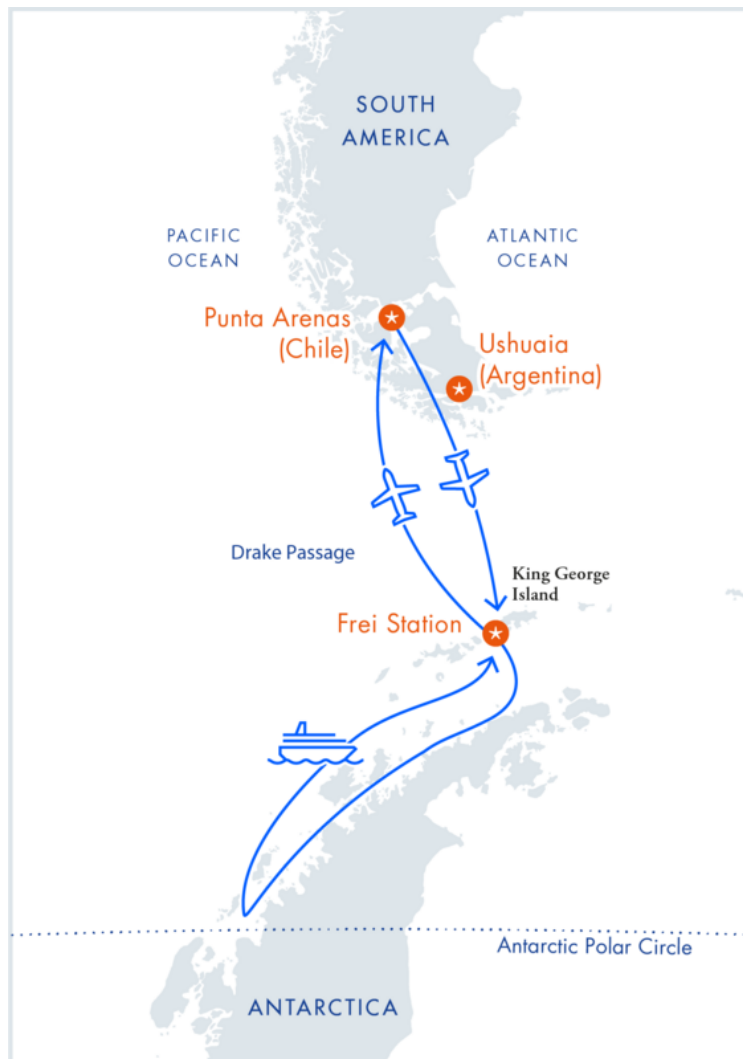 SOUTH
AMERICA
PACIFIC
OCEAN
ATLANTIC
OCEAN
Punta Arenas
(Chile)
Ushuaia
(Argentina)
Drake Passage
King George
Island
Frei Station
Antarctic Polar Circle
ANTARCTICA